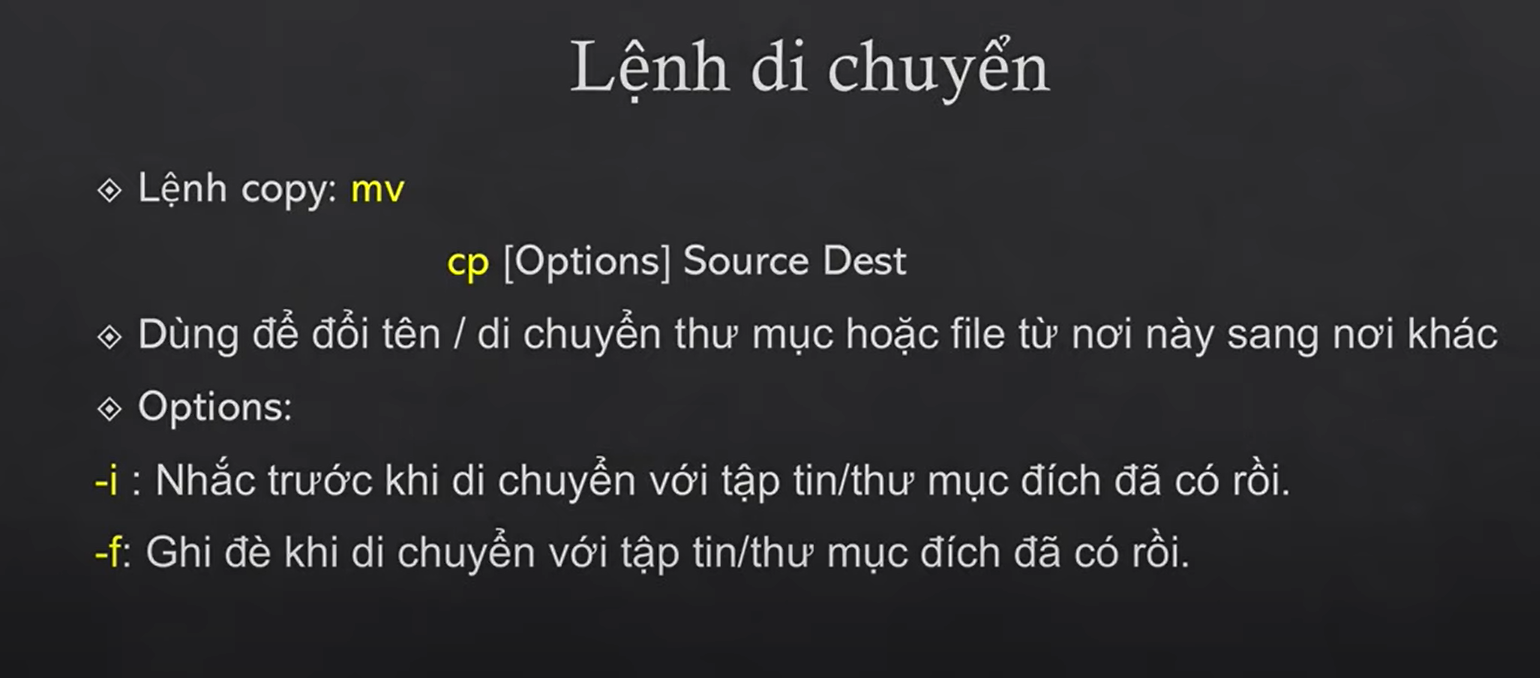 Lệnh di chuyển
Lệnh copy: mv
cp [Options] Source Dest
Dùng để đổi tên / di chuyển thư mục hoặc file từ nơi này sang nơi khác
Options:
-i : Nhắc trước khi di chuyển với tập tin/thư mục đích đã có rồi.
-f: Ghi đè khi di chuyển với tập tin/thư mục đích đã có rồi.